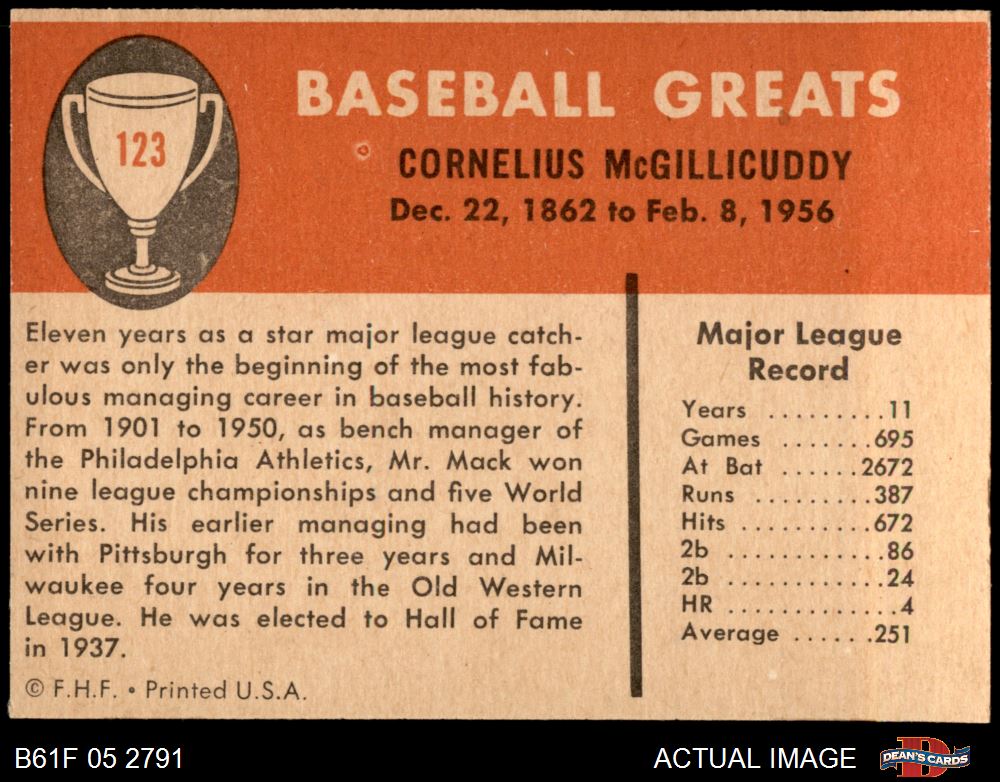 123
BASEBALL GREATS
CORNELIUS McGILLICUDDY
Dec. 22, 1862 to Feb. 8, 1956
Eleven years as a star major league catch-
er was only the beginning of the most fab-
ulous managing career in baseball history.
From 1901 to 1950, as bench manager of
the Philadelphia Athletics, Mr. Mack won
nine league championships and five World
Series. His earlier managing had been
with Pittsburgh for three years and Mil-
waukee four years in the Old Western
League. He was elected to Hall of Fame
in 1937.
© F.H.F. • Printed U.S.A.
Major League
Record
Years .........11
Games .......695
At Bat ......2672
Runs .........387
Hits ..........672
2b ............86
2b ............24
HR .............4
Average ......251
B61F 05 2791
ACTUAL IMAGE
D
DEAN'S CARDS